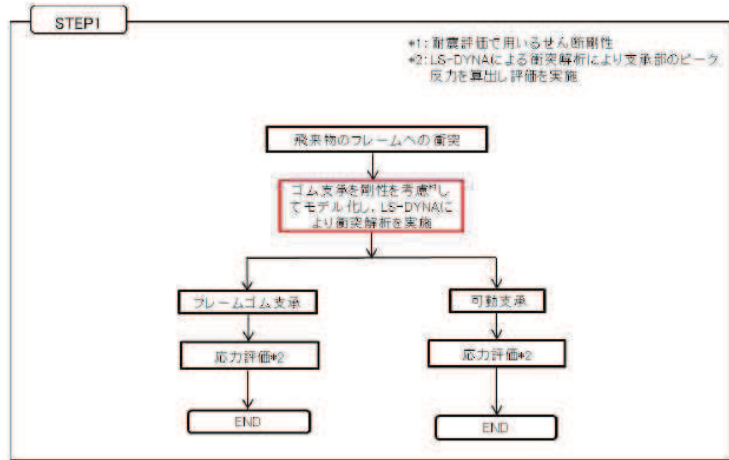 STEP1
*1:耐震評価で用いるせん断剛性
*2:LS-DYNAによる衝突解析により支承部のピーク
反力を算出し評価を実施
飛来物のフレームへの衝突
ゴム支承を剛性を考慮*1し
てモデル化し、LS-DYNAに
より衝突解析を実施
フレームゴム支承
可動支承
応力評価*2
応力評価*2
END
END